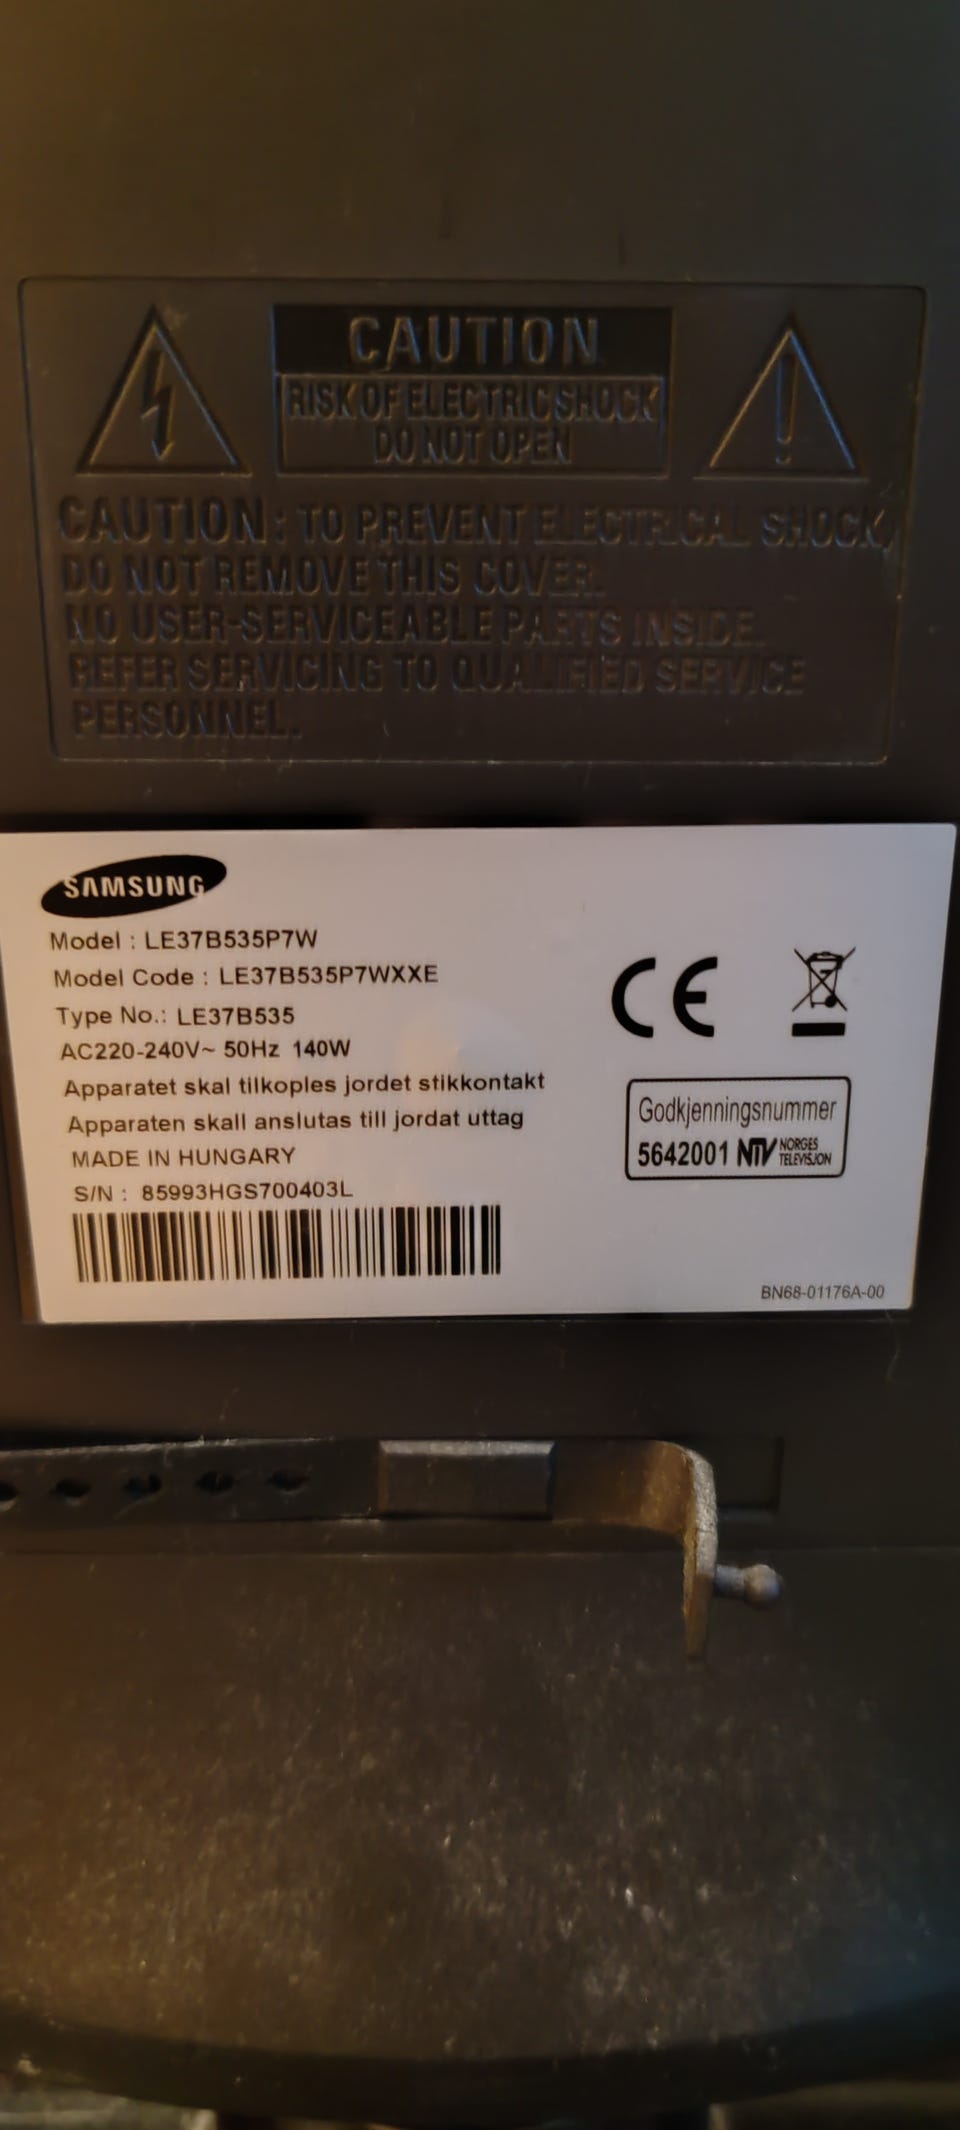 CAUTION
RISK OF ELECTRIC SHOCK
DO NOT OPEN
CAUTION: TO PREVENT ELECTRICAL SHOCK,
DO NOT REMOVE THIS COVER.
NO USER-SERVICEABLE PARTS INSIDE.
REFER SERVICING TO QUALIFIED SERVICE
PERSONNEL.
SAMSUNG
Model : LE37B535P7W
Model Code : LE37B535P7WXXE
Type No.: LE37B535
AC220-240V~ 50Hz 140W
Apparatet skal tilkoples jordet stikkontakt
Apparaten skall anslutas till jordat uttag
MADE IN HUNGARY
S/N : 85993HGS700403L
CE
Godkjenningsnummer
5642001 NTV NORGES
TELEVISJON
BN68-01176A-00